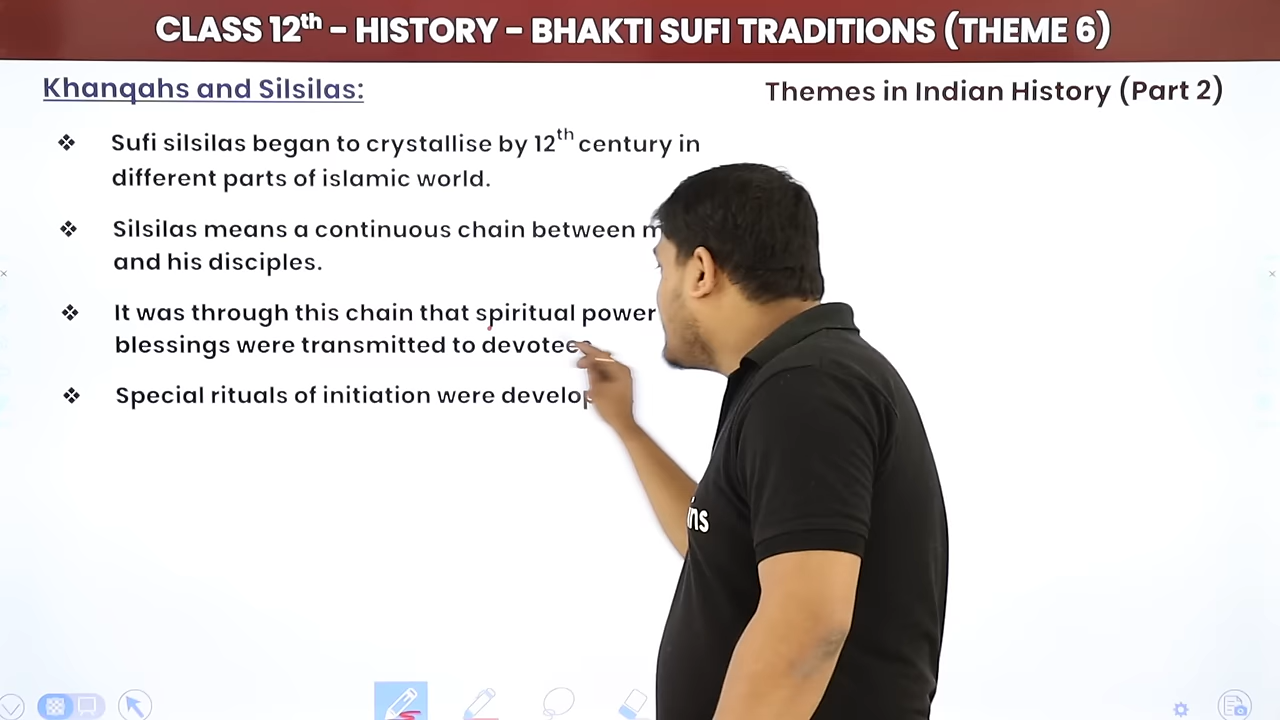 CLASS 12th - HISTORY - BHAKTI SUFI TRADITIONS (THEME 6)
Khanqahs and Silsilas:
Themes in Indian History (Part 2)
❖ Sufi silsilas began to crystallise by 12th century in
different parts of islamic world.
❖ Silsilas means a continuous chain between
and his disciples.
❖ It was through this chain that spiritual power
blessings were transmitted to
❖ Special rituals of initiation were